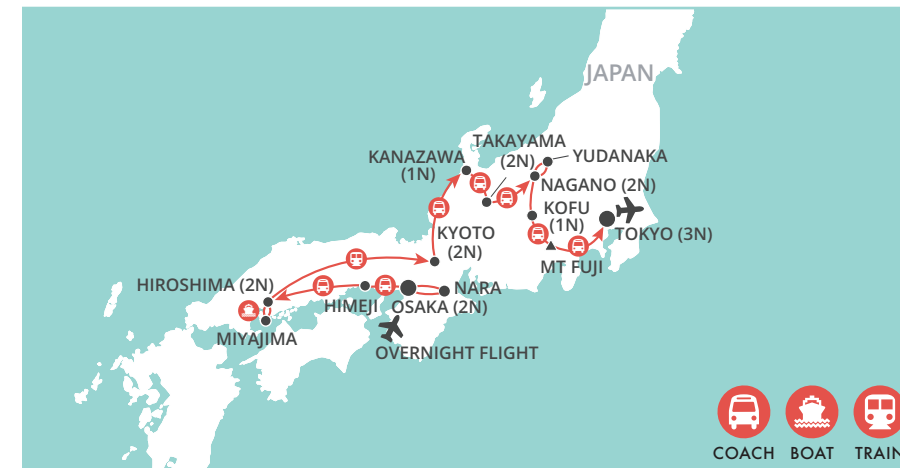 JAPAN
TAKAYAMA
(2N)
KANAZAWA
(1N)
YUDANAKA
NAGANO (2N)
KOFU
(1N)
TOKYO (3N)
KYOTO
(2N)
MT FUJI
HIROSHIMA (2N)
NARA
HIMEJI
OSAKA (2N)
MIYAJIMA
OVERNIGHT FLIGHT
COACH BOAT TRAIN